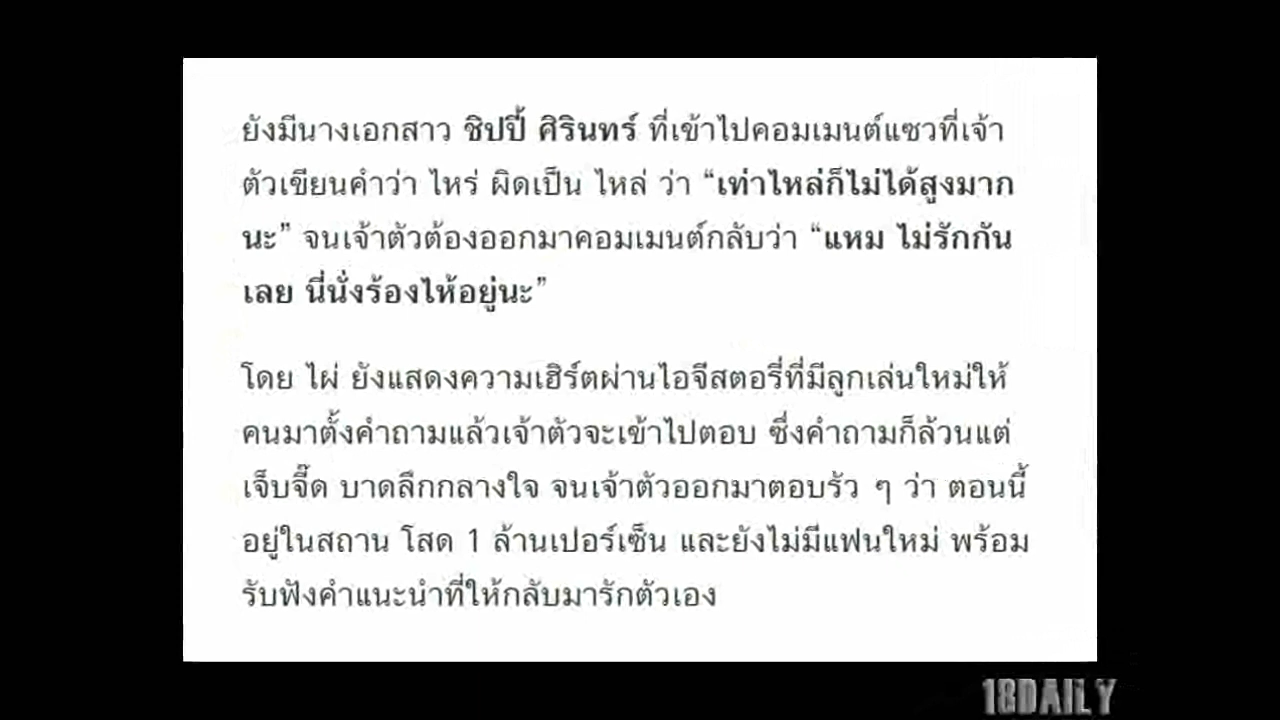 ยังมีนางเอกสาว ชิปปี้ ศิรินทร์ ที่เข้าไปคอมเมนต์แซวที่เจ้า
ตัวเขียนคำว่า ไหร่ ผิดเป็น ไหล่ ว่า “เท่าไหล่ก็ไม่ได้สูงมาก
นะ” จนเจ้าตัวต้องออกมาคอมเมนต์กลับว่า “แหม ไม่รักกัน
เลย นี่นั่งร้องไห้อยู่นะ”
โดย ไผ่ ยังแสดงความเฮิร์ตผ่านไอจีสตอรี่ที่มีลูกเล่นใหม่ให้
คนมาตั้งคำถามแล้วเจ้าตัวจะเข้าไปตอบ ซึ่งคำถามก็ล้วนแต่
เจ็บจี๊ด บาดลึกกลางใจ จนเจ้าตัวออกมาตอบรัว ๆ ว่า ตอนนี้
อยู่ในสถาน โสด 1 ล้านเปอร์เซ็น และยังไม่มีแฟนใหม่ พร้อม
รับฟังคำแนะนำที่ให้กลับมารักตัวเอง
18DAILY